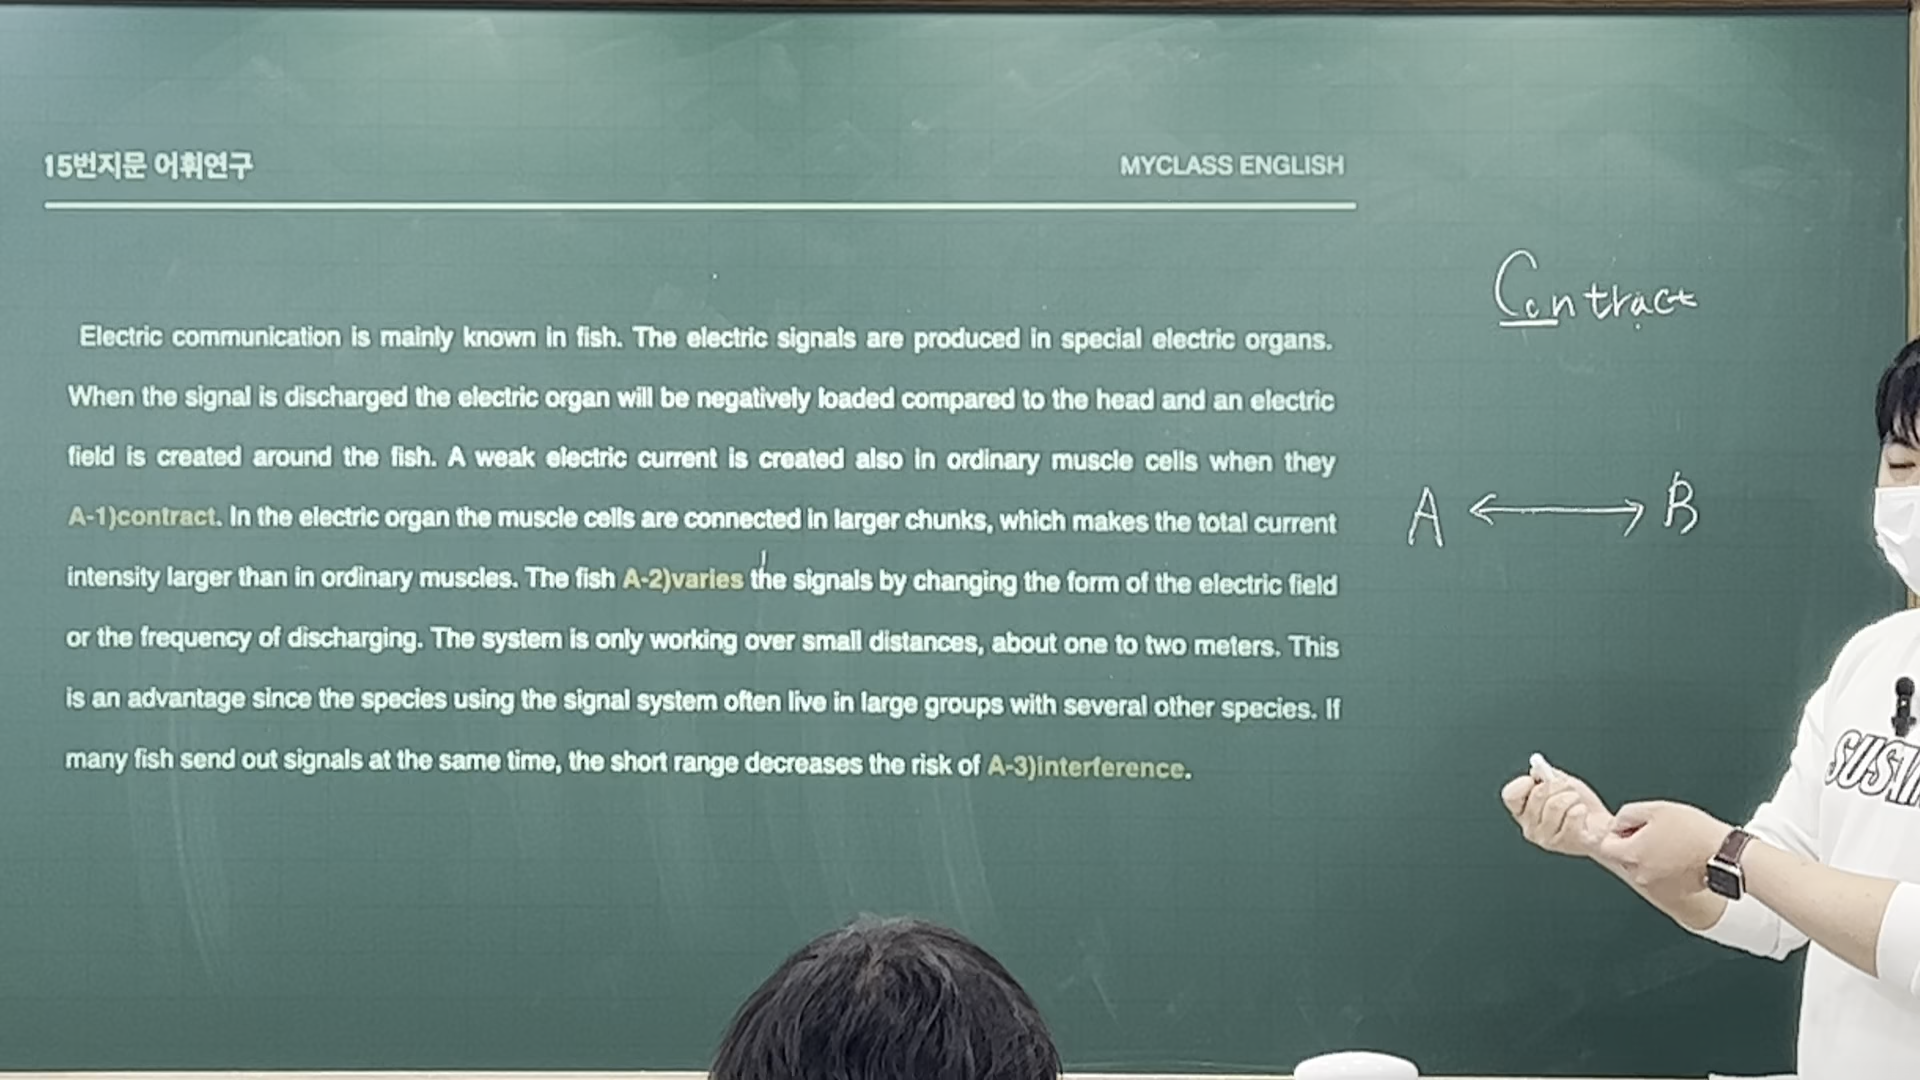 15번지문 어휘연구
MYCLASS ENGLISH
Electric communication is mainly known in fish. The electric signals are produced in special electric organs.
When the signal is discharged the electric organ will be negatively loaded compared to the head and an electric
field is created around the fish. A weak electric current is created also in ordinary muscle cells when they
A-1)contract. In the electric organ the muscle cells are connected in larger chunks, which makes the total current
intensity larger than in ordinary muscles. The fish A-2)varies the signals by changing the form of the electric field
or the frequency of discharging. The system is only working over small distances, about one to two meters. This
is an advantage since the species using the signal system often live in large groups with several other species. If
many fish send out signals at the same time, the short range decreases the risk of A-3)interference.
Contract
A ↔ B